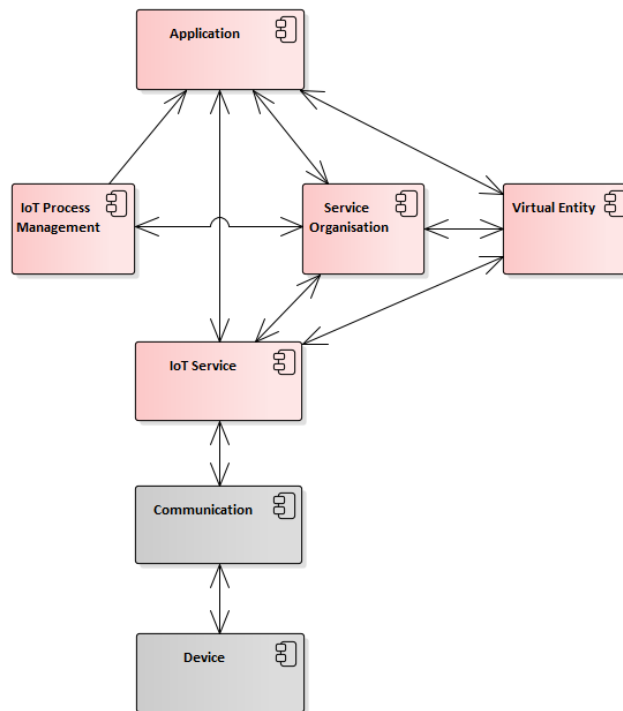 Application
IoT Process
Management
Service
Organisation
Virtual Entity
IoT Service
Communication
Device